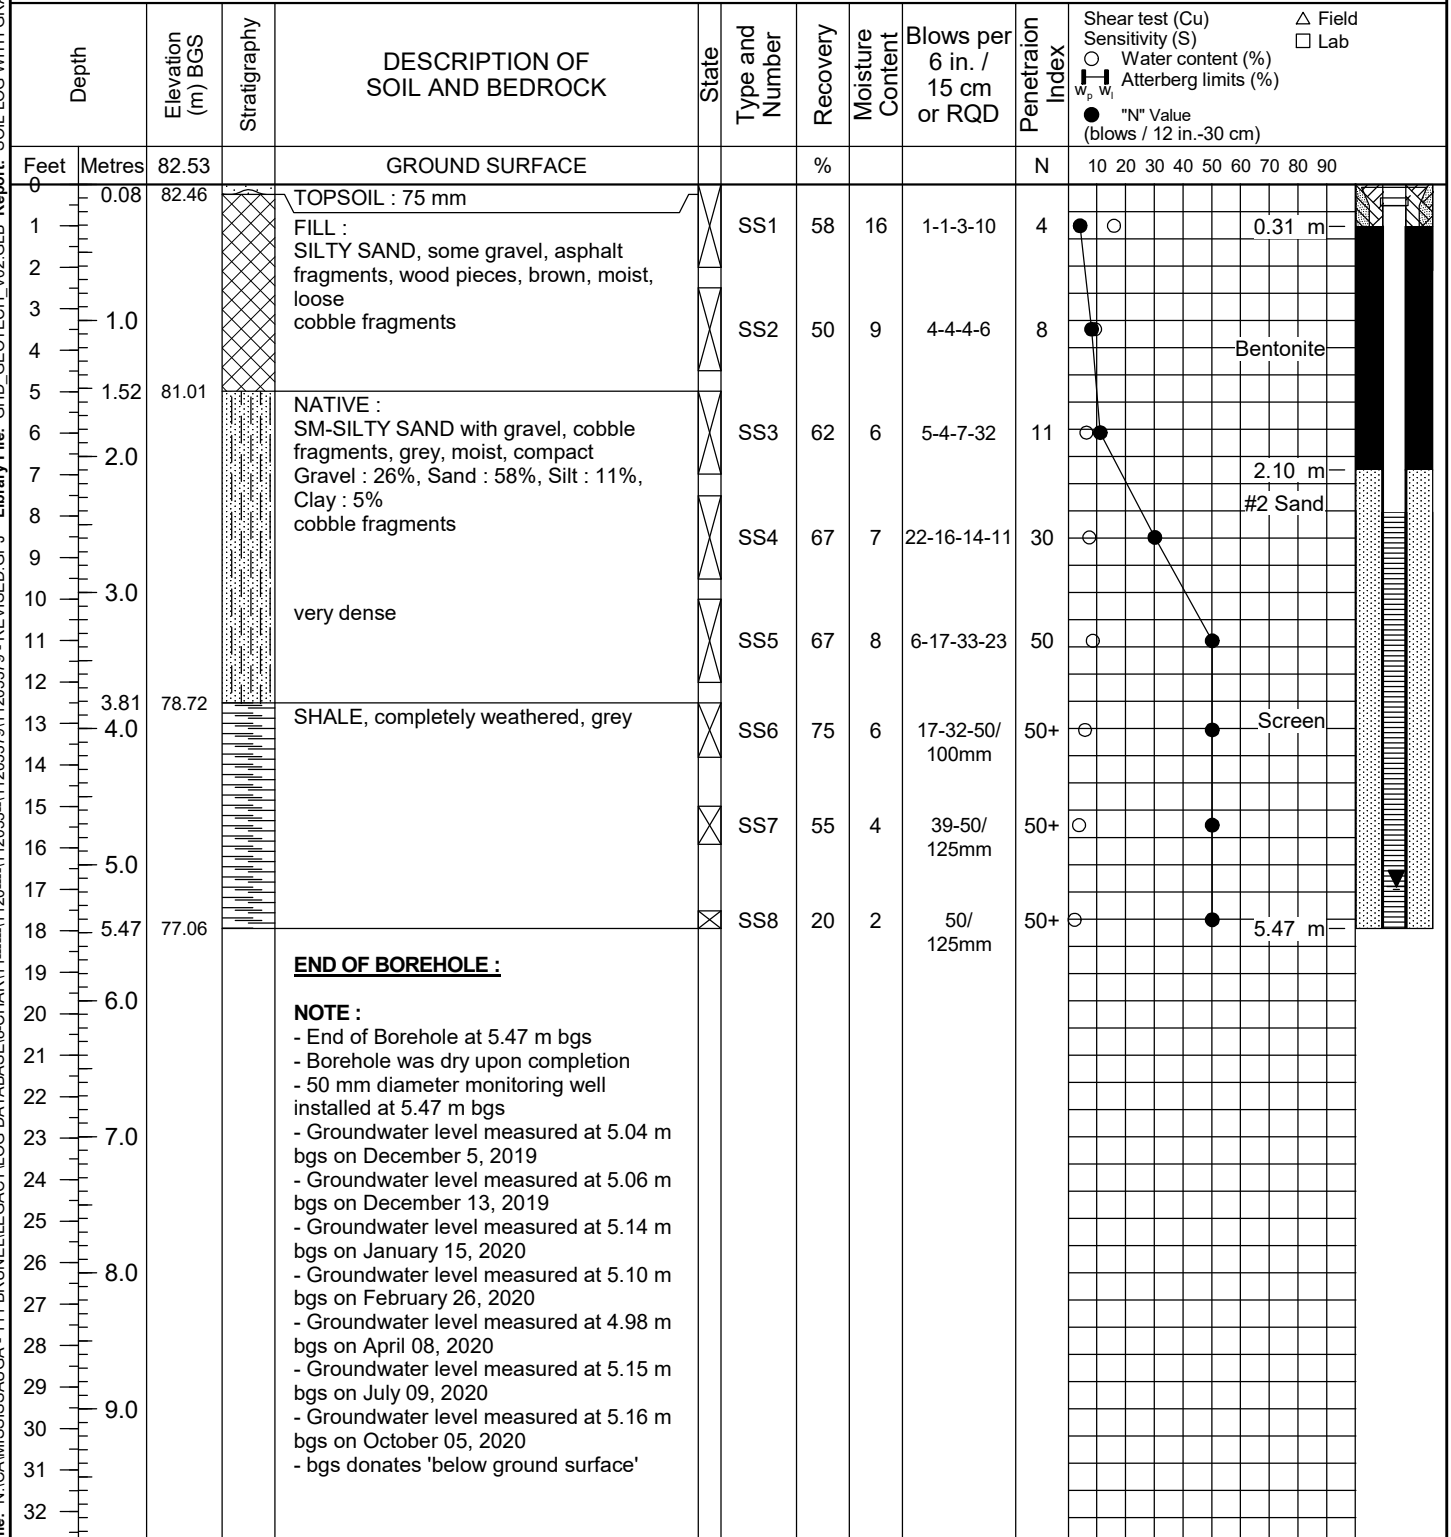 Depth
Elevation
(m) BGS
Stratigraphy
DESCRIPTION OF
SOIL AND BEDROCK
State
Type and
Number
Recovery
Moisture
Content
Blows per
6 in. /
15 cm
or RQD
Penetraion
Index
Shear test (Cu)
Sensitivity (S)
△ Field
□ Lab
○ Water content (%)
Wp Wl Atterberg limits (%)
● "N" Value
(blows / 12 in.-30 cm)
Feet Metres 82.53 GROUND SURFACE % N 10 20 30 40 50 60 70 80 90
0
0.08 82.46 TOPSOIL : 75 mm
1 FILL : SS1 58 16 1-1-3-10 4 0.31 m
SILTY SAND, some gravel, asphalt
2 fragments, wood pieces, brown, moist,
loose
3
1.0 cobble fragments SS2 50 9 4-4-4-6 8
4 Bentonite
5 1.52 81.01
NATIVE :
6 SM-SILTY SAND with gravel, cobble SS3 62 6 5-4-7-32 11
2.0 fragments, grey, moist, compact
7 Gravel : 26%, Sand : 58%, Silt : 11%, 2.10 m
Clay : 5% #2 Sand
8 cobble fragments
SS4 67 7 22-16-14-11 30
9
10 3.0
very dense
11 SS5 67 8 6-17-33-23 50
12
3.81 78.72
13 SHALE, completely weathered, grey Screen
4.0 SS6 75 6 17-32-50/ 50+
100mm
14
15
SS7 55 4 39-50/ 50+
16 125mm
5.0
17
SS8 20 2 50/ 50+
18 5.47 77.06 5.47 m
125mm
19 END OF BOREHOLE :
6.0
20 NOTE :
- End of Borehole at 5.47 m bgs
21 - Borehole was dry upon completion
- 50 mm diameter monitoring well
22 installed at 5.47 m bgs
23 7.0 - Groundwater level measured at 5.04 m
bgs on December 5, 2019
24 - Groundwater level measured at 5.06 m
bgs on December 13, 2019
25 - Groundwater level measured at 5.14 m
bgs on January 15, 2020
26 8.0 - Groundwater level measured at 5.10 m
27 bgs on February 26, 2020
- Groundwater level measured at 4.98 m
28 bgs on April 08, 2020
- Groundwater level measured at 5.15 m
29 bgs on July 09, 2020
9.0 - Groundwater level measured at 5.16 m
30 bgs on October 05, 2020
31 - bgs donates 'below ground surface'
32